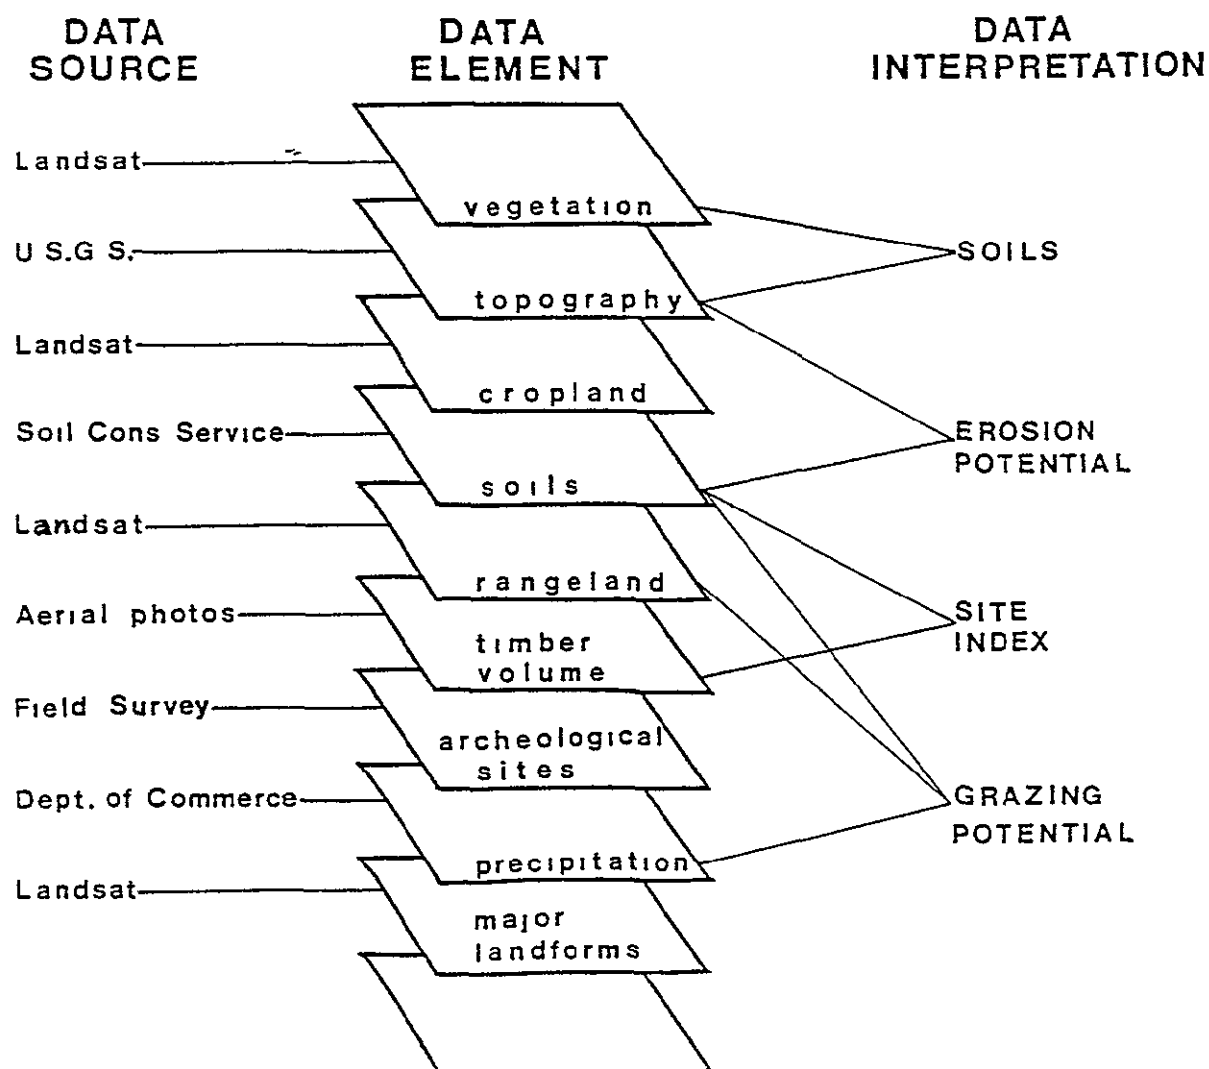 DATA
SOURCE
DATA
ELEMENT
DATA
INTERPRETATION
Landsat
vegetation
SOILS
U S.G S.
topography
Landsat
cropland
Soil Cons Service
EROSION
POTENTIAL
soils
Landsat
rangeland
Aerial photos
timber
volume
SITE
INDEX
Field Survey
archeological
sites
Dept. of Commerce
GRAZING
POTENTIAL
precipitation
Landsat
major
landforms